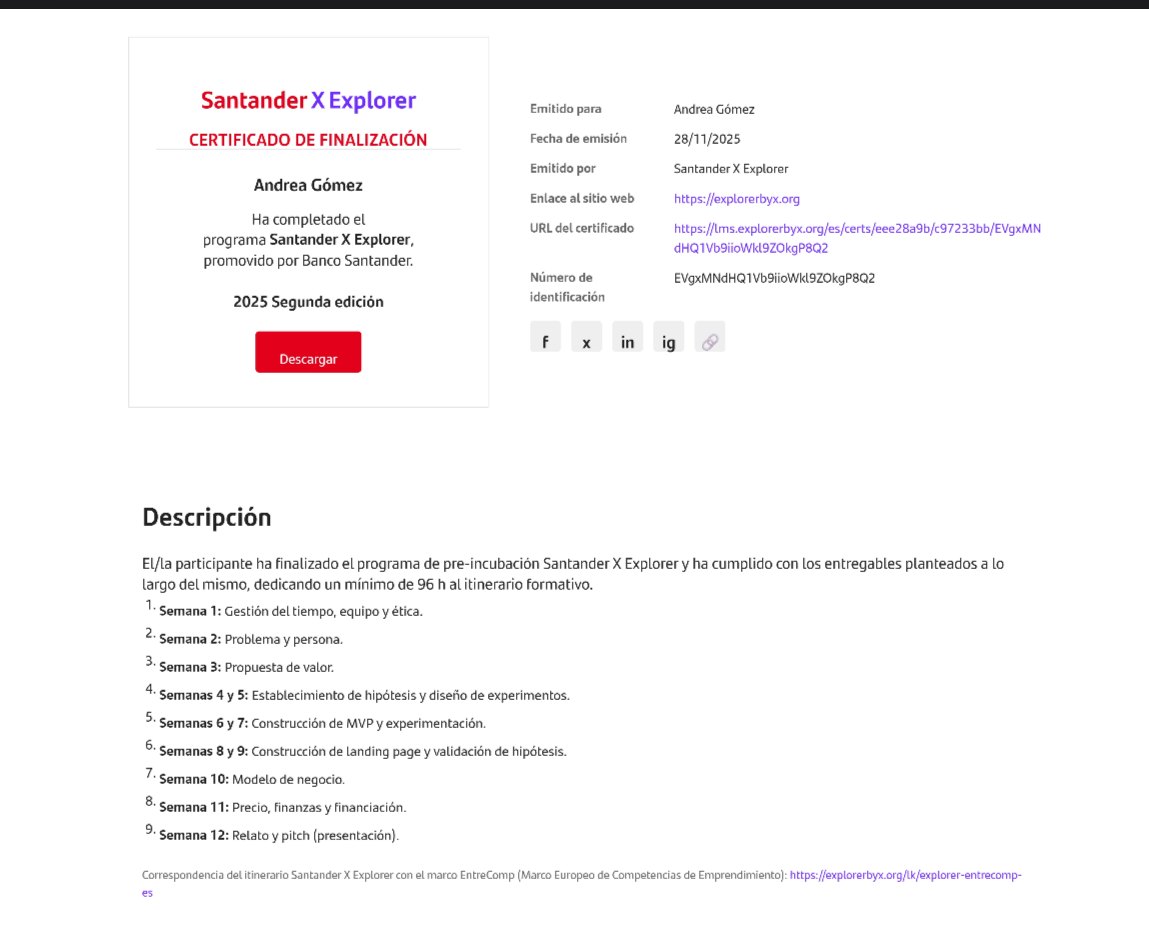 Santander X Explorer
CERTIFICADO DE FINALIZACIÓN
Andrea Gómez
Ha completado el
programa Santander X Explorer,
promovido por Banco Santander.
2025 Segunda edición
Descargar
Emitido para Andrea Gómez
Fecha de emisión 28/11/2025
Emitido por Santander X Explorer
Enlace al sitio web https://explorerbyx.org
URL del certificado https://lms.explorerbyx.org/es/certs/eee28a9b/c97233bb/EVgxMN
dHQ1Vb9iioWkl9ZOkgP8Q2
Número de EVgxMNdHQ1Vb9iioWkl9ZOkgP8Q2
identificación
f x in ig
Descripción
El/la participante ha finalizado el programa de pre-incubación Santander X Explorer y ha cumplido con los entregables planteados a lo
largo del mismo, dedicando un mínimo de 96 h al itinerario formativo.
1. Semana 1: Gestión del tiempo, equipo y ética.
2. Semana 2: Problema y persona.
3. Semana 3: Propuesta de valor.
4. Semanas 4 y 5: Establecimiento de hipótesis y diseño de experimentos.
5. Semanas 6 y 7: Construcción de MVP y experimentación.
6. Semanas 8 y 9: Construcción de landing page y validación de hipótesis.
7. Semana 10: Modelo de negocio.
8. Semana 11: Precio, finanzas y financiación.
9. Semana 12: Relato y pitch (presentación).
Correspondencia del itinerario Santander X Explorer con el marco EntreComp (Marco Europeo de Competencias de Emprendimiento): https://explorerbyx.org/lk/explorer-entrecomp-
es